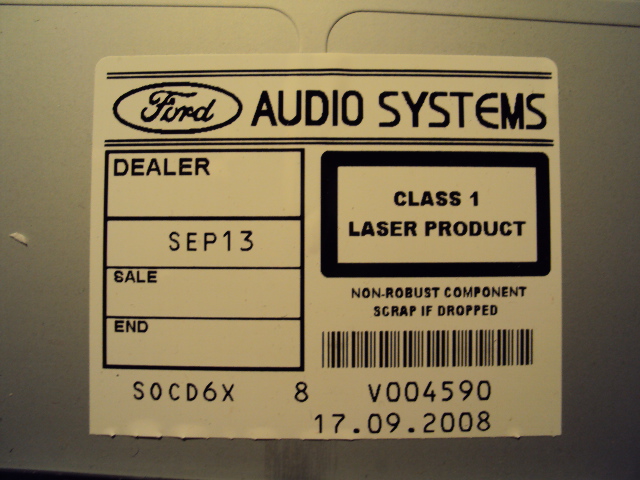 Ford AUDIO SYSTEMS
DEALER
SEP13
SALE
END
CLASS 1
LASER PRODUCT
NON-ROBUST COMPONENT
SCRAP IF DROPPED
SOCD6X 8 V004590
17.09.2008